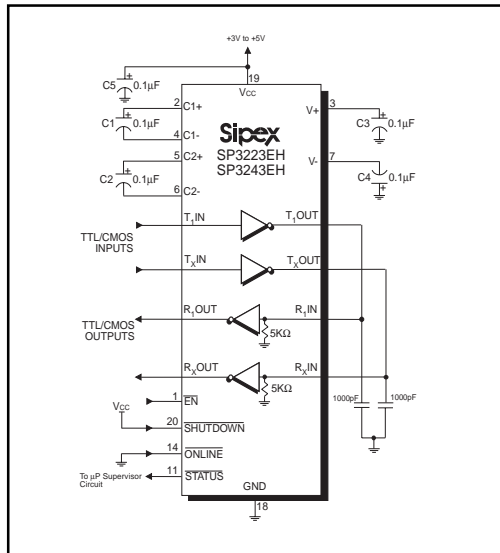 +3V to +5V
19
VCC
C5
+
0.1µF
2
C1+
C1
+
0.1µF
4
C1-
5
C2+
C2
+
0.1µF
6
C2-
Sipex
SP3223EH
SP3243EH
3
V+
C3
+
0.1µF
7
V-
C4
0.1µF
+
T1IN
T1OUT
TTL/CMOS
INPUTS
TXIN
TXOUT
R1OUT
R1IN
TTL/CMOS
OUTPUTS
5KΩ
RXOUT
RXIN
5KΩ
1000pF
1000pF
1
EN
VCC
20
SHUTDOWN
14
ONLINE
To µP Supervisor
Circuit
11
STATUS
GND
18